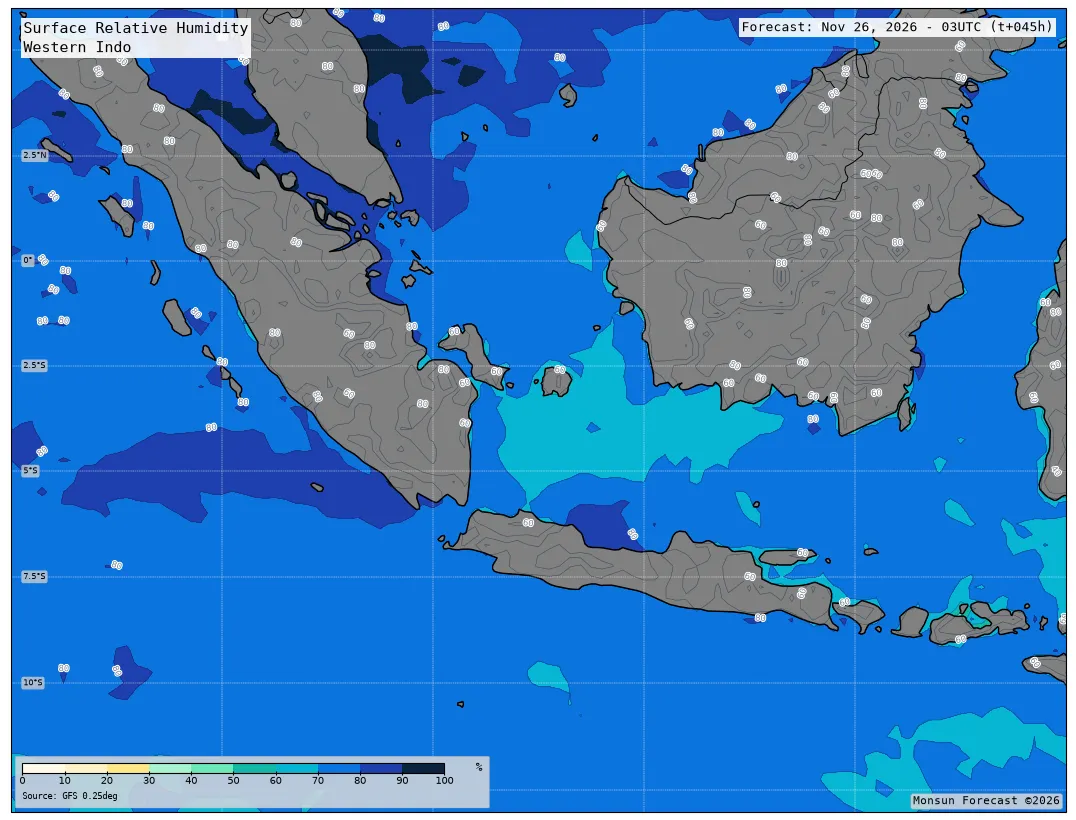 Surface Relative Humidity
Western Indo
Forecast: Nov 26, 2026 - 03UTC (t+045h)
2.5°N
0°
2.5°S
5°S
7.5°S
10°S
0 10 20 30 40 50 60 70 80 90 100 %
Source: GFS 0.25deg
Monsun Forecast ©2026